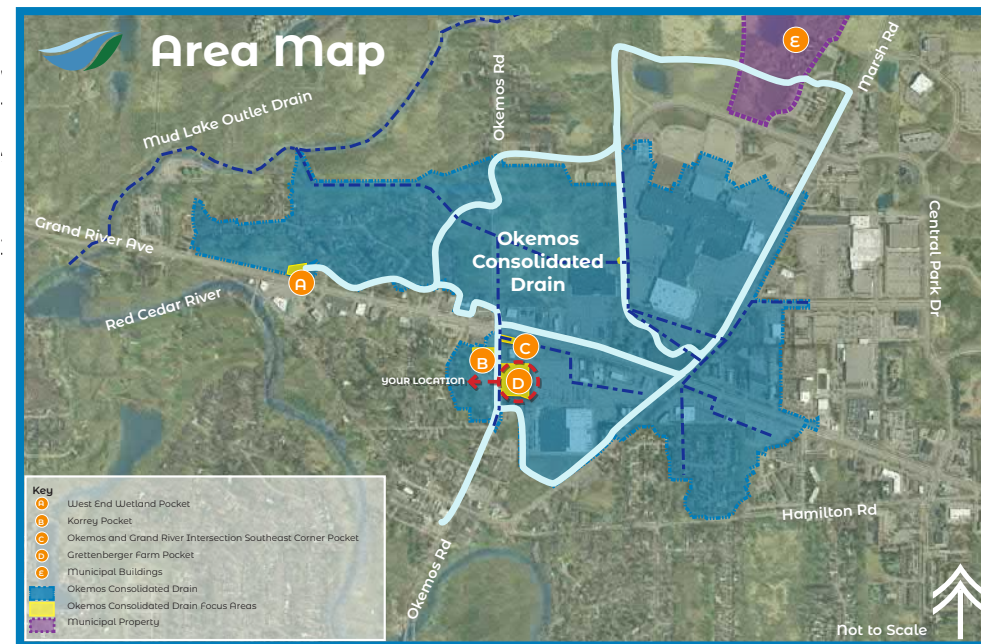 Area Map
E
Marsh Rd
Okemos Rd
Mud Lake Outlet Drain
Grand River Ave
Central Park Dr
Okemos
Consolidated
Drain
A
Red Cedar River
C
B
YOUR LOCATION
D
Hamilton Rd
Okemos Rd
Key
A West End Wetland Pocket
B Korrey Pocket
C Okemos and Grand River Intersection Southeast Corner Pocket
D Grettenberger Farm Pocket
E Municipal Buildings
Okemos Consolidated Drain
Okemos Consolidated Drain Focus Areas
Municipal Property
Not to Scale